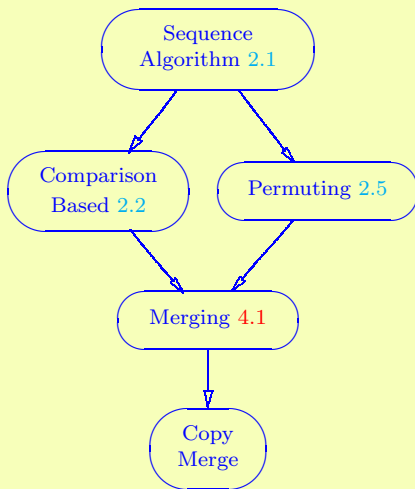 Sequence
Algorithm 2.1
Comparison
Based 2.2
Permuting 2.5
Merging 4.1
Copy
Merge